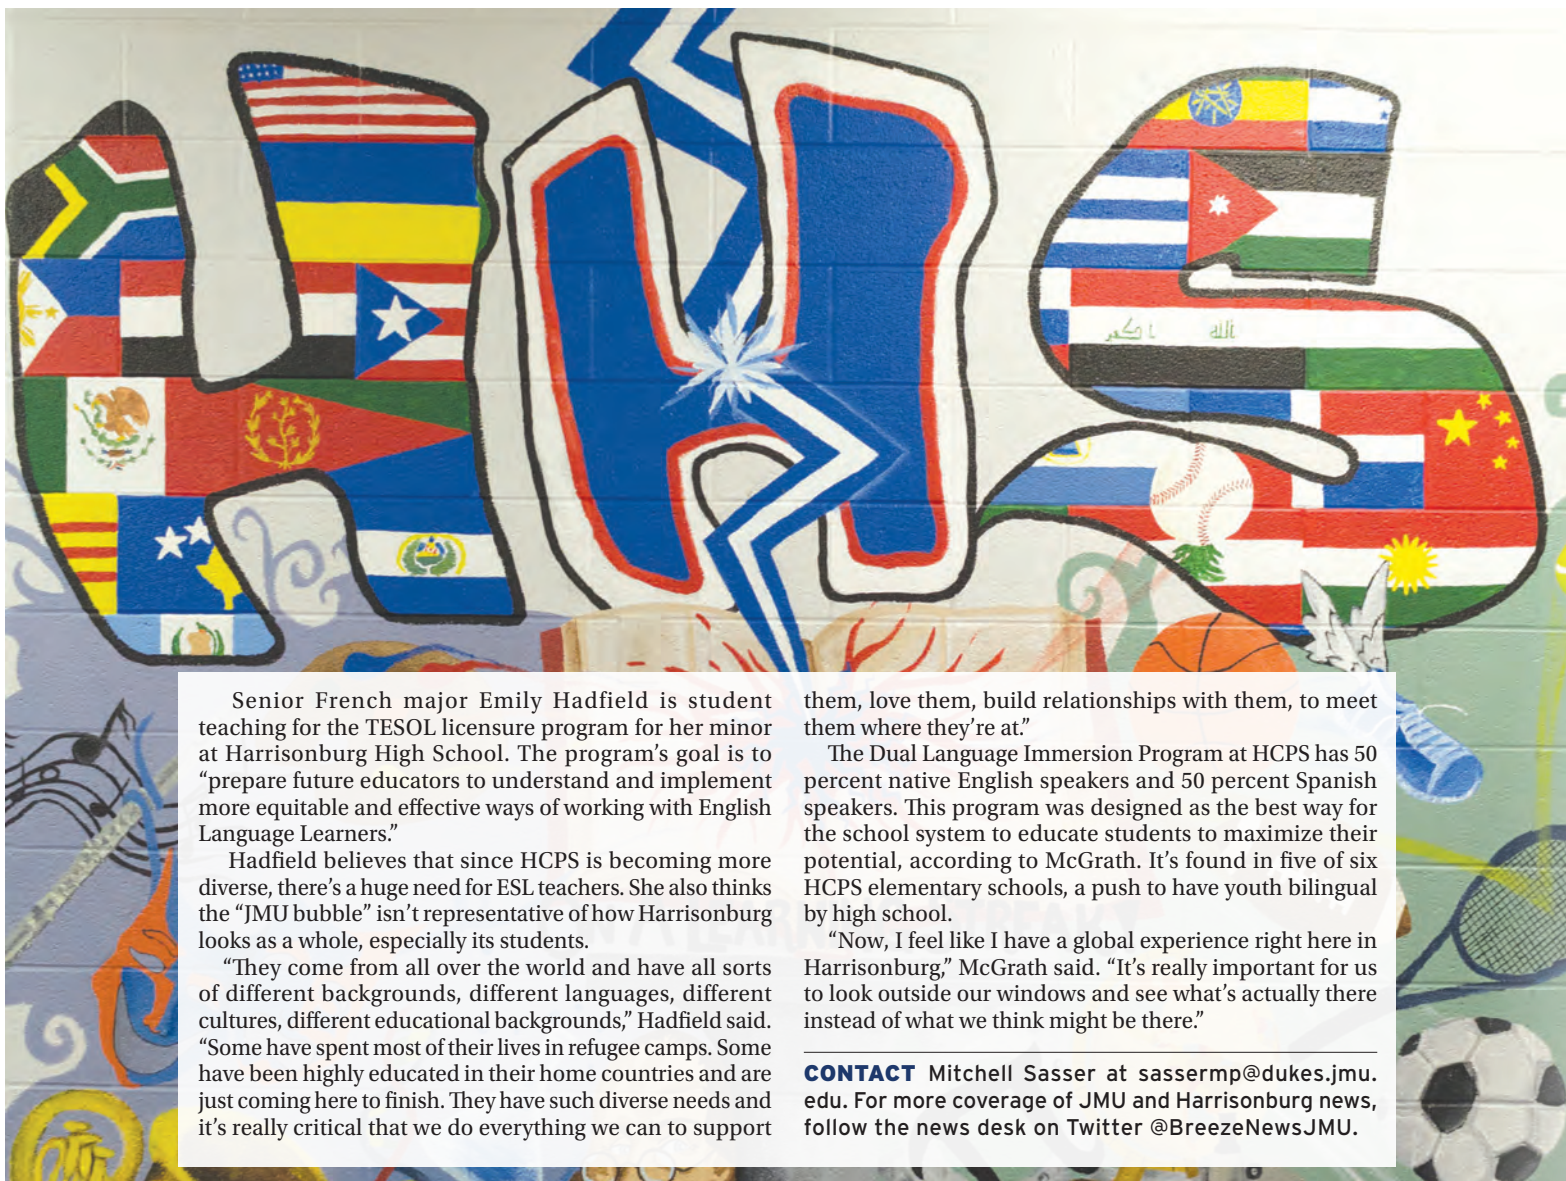 HHS
Senior French major Emily Hadfield is student
teaching for the TESOL licensure program for her minor
at Harrisonburg High School. The program's goal is to
“prepare future educators to understand and implement
more equitable and effective ways of working with English
Language Learners.”
Hadfield believes that since HCPS is becoming more
diverse, there's a huge need for ESL teachers. She also thinks
the “JMU bubble” isn't representative of how Harrisonburg
looks as a whole, especially its students.
“They come from all over the world and have all sorts
of different backgrounds, different languages, different
cultures, different educational backgrounds,” Hadfield said.
“Some have spent most of their lives in refugee camps. Some
have been highly educated in their home countries and are
just coming here to finish. They have such diverse needs and
it's really critical that we do everything we can to support
them, love them, build relationships with them, to meet
them where they're at.”
The Dual Language Immersion Program at HCPS has 50
percent native English speakers and 50 percent Spanish
speakers. This program was designed as the best way for
the school system to educate students to maximize their
potential, according to McGrath. It's found in five of six
HCPS elementary schools, a push to have youth bilingual
by high school.
“Now, I feel like I have a global experience right here in
Harrisonburg,” McGrath said. “It's really important for us
to look outside our windows and see what's actually there
instead of what we think might be there.”
CONTACT Mitchell Sasser at sassermp@dukes.jmu.
edu. For more coverage of JMU and Harrisonburg news,
follow the news desk on Twitter @BreezeNewsJMU.
ON A LEARNING STREAK